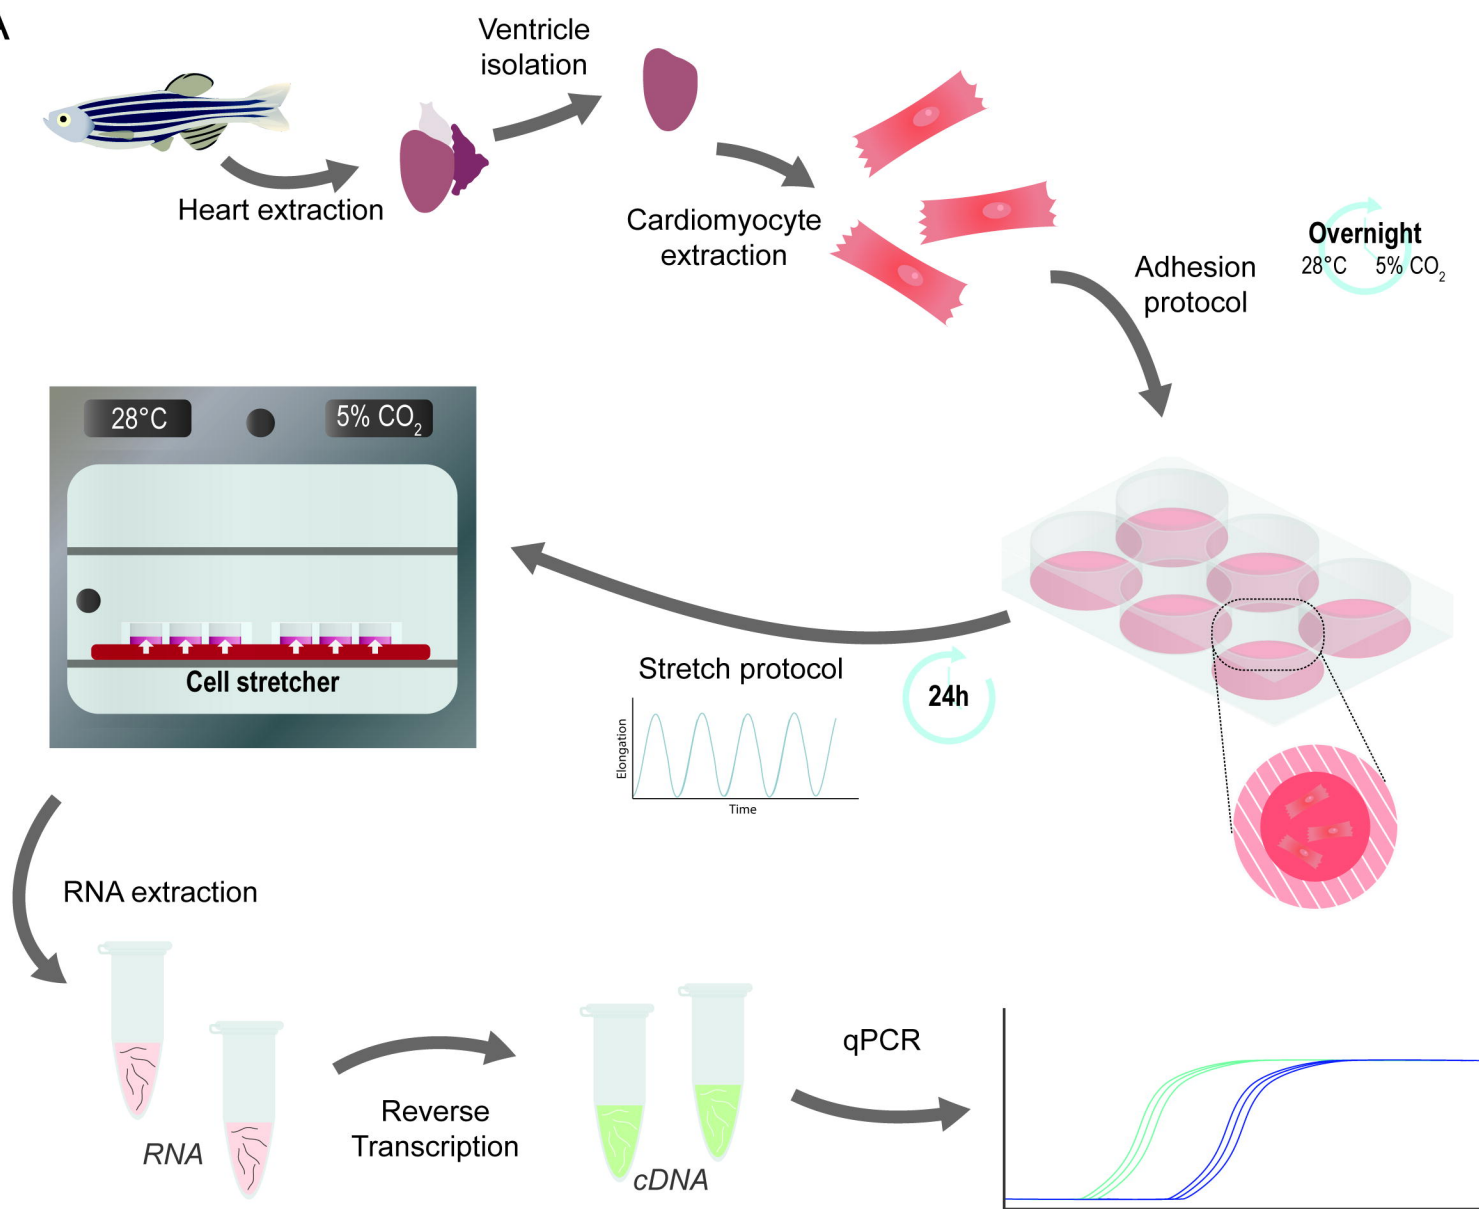 A
Ventricle
isolation
Heart extraction
Cardiomyocyte
extraction
Adhesion
protocol
Overnight
28°C 5% CO2
28°C
5% CO2
Cell stretcher
Stretch protocol
24h
Elongation
Time
RNA extraction
RNA
Reverse
Transcription
cDNA
qPCR